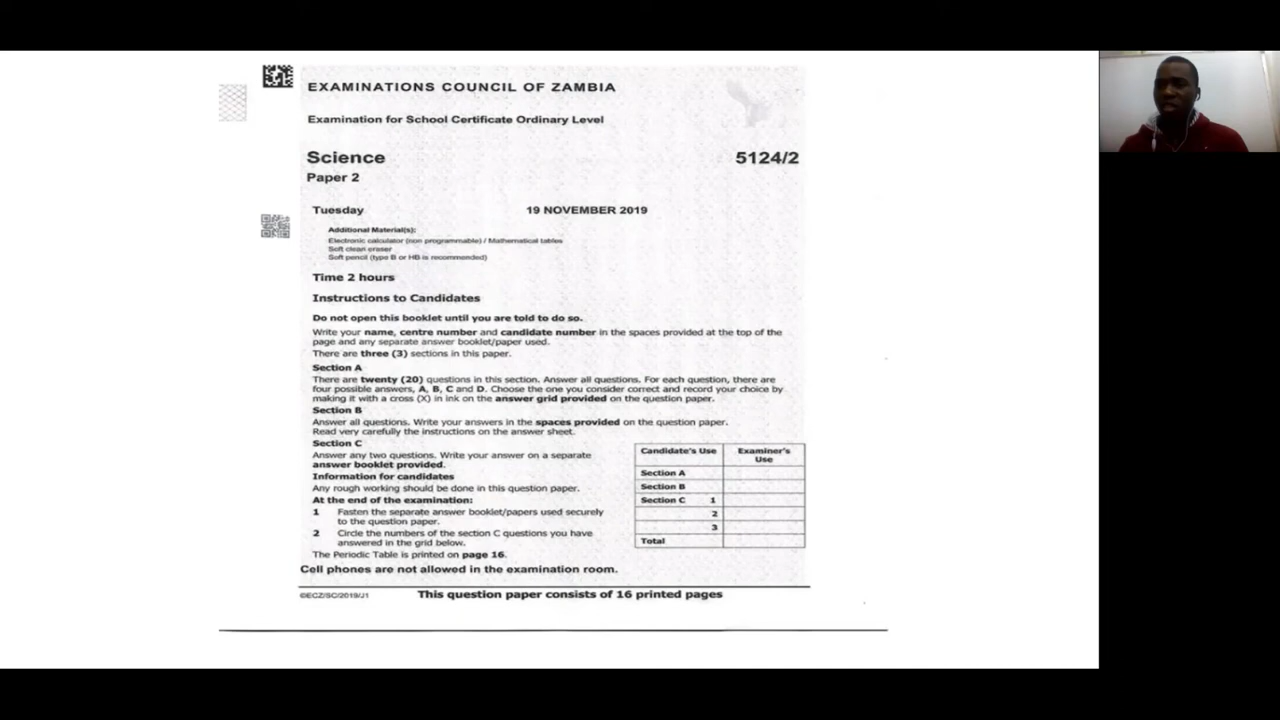 EXAMINATIONS COUNCIL OF ZAMBIA
Examination for School Certificate Ordinary Level
Science 5124/2
Paper 2
Tuesday 19 NOVEMBER 2019
Additional Material(s):
Electronic calculator (non programmable) / Mathematical tables
Soft clean eraser
Soft pencil (type B or HB is recommended)
Time 2 hours
Instructions to Candidates
Do not open this booklet until you are told to do so.
Write your name, centre number and candidate number in the spaces provided at the top of the
page and any separate answer booklet/paper used.
There are three (3) sections in this paper.
Section A
There are twenty (20) questions in this section. Answer all questions. For each question, there are
four possible answers, A, B, C and D. Choose the one you consider correct and record your choice by
making it with a cross (X) in ink on the answer grid provided on the question paper.
Section B
Answer all questions. Write your answers in the spaces provided on the question paper.
Read very carefully the instructions on the answer sheet.
Section C
Answer any two questions. Write your answer on a separate
answer booklet provided.
Information for candidates
Any rough working should be done in this question paper.
At the end of the examination:
1 Fasten the separate answer booklet/papers used securely
to the question paper.
2 Circle the numbers of the section C questions you have
answered in the grid below.
The Periodic Table is printed on page 16.
Cell phones are not allowed in the examination room.
Candidate's Use Examiner's
Use
Section A
Section B
Section C 1
2
3
Total
©ECZ/SC/2019/J1 This question paper consists of 16 printed pages